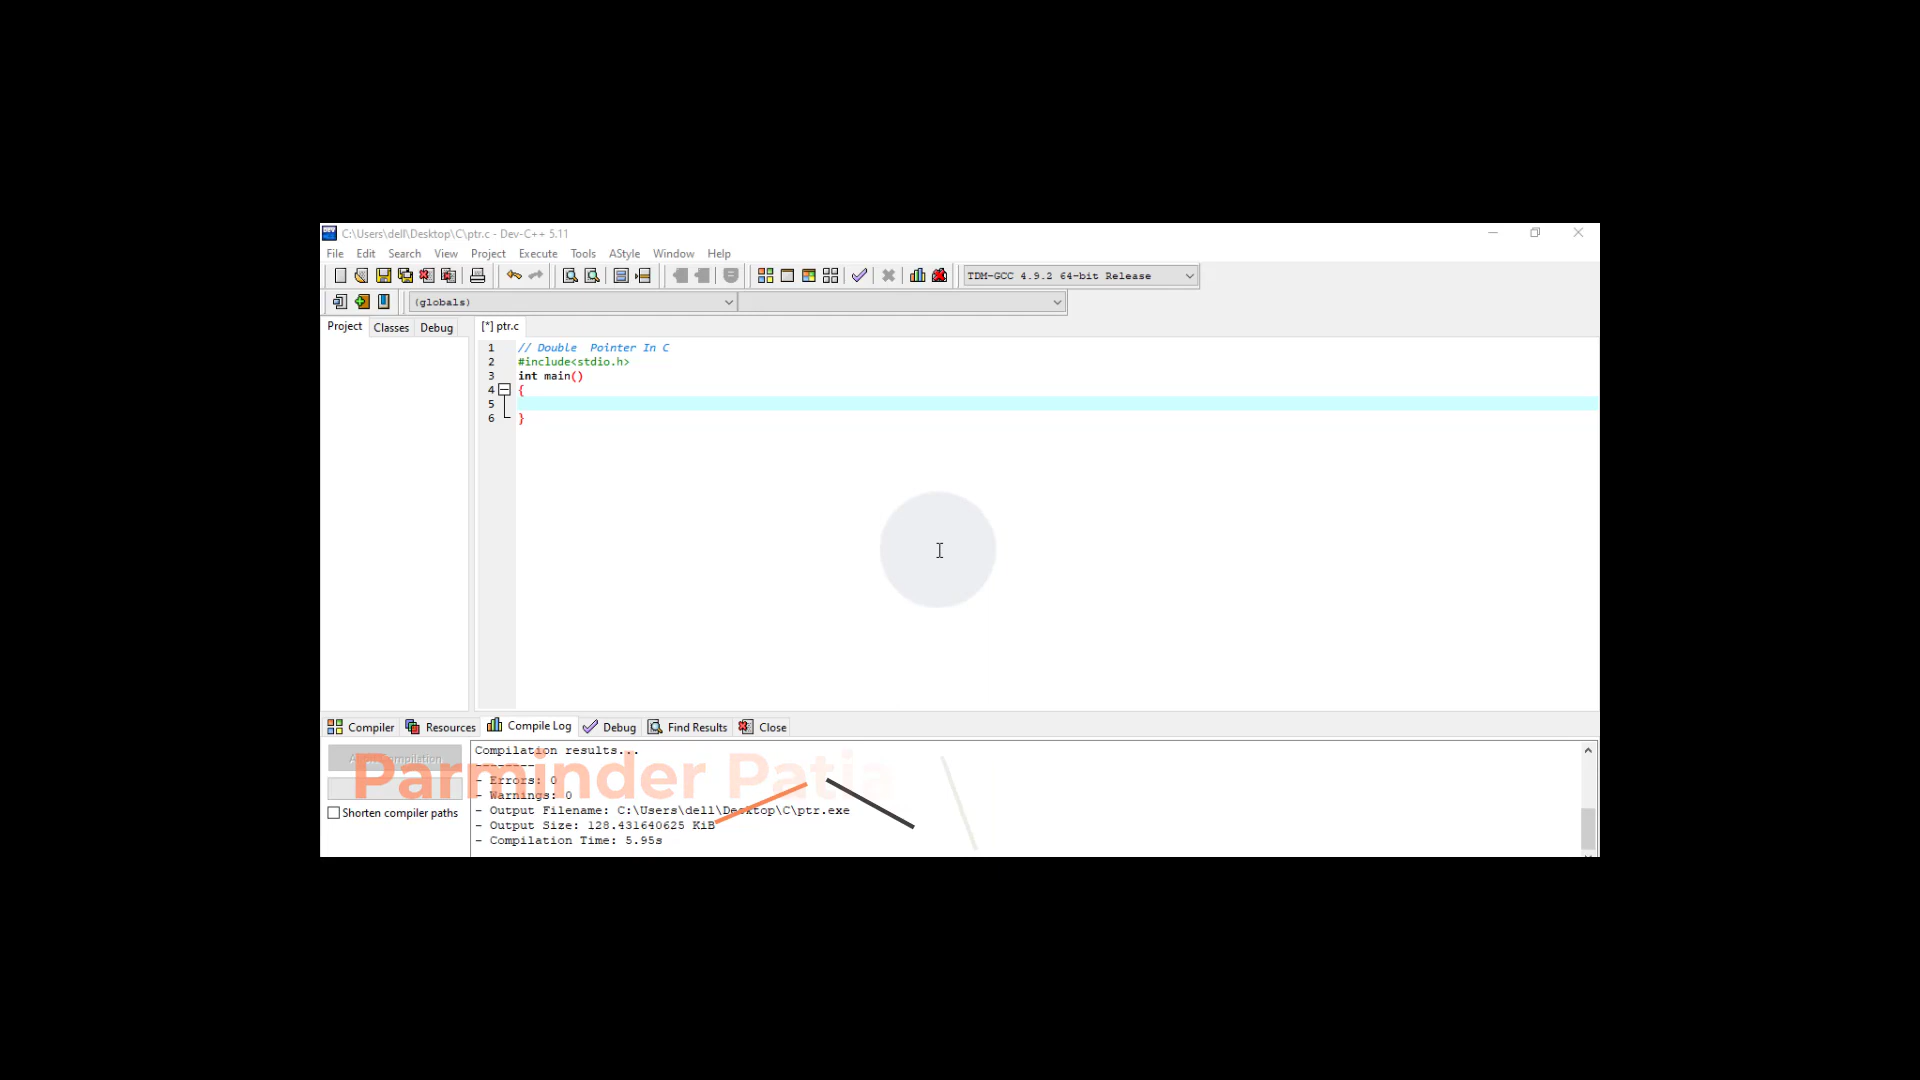 C:\Users\dell\Desktop\C\ptr.c - Dev-C++ 5.11
File Edit Search View Project Execute Tools AStyle Window Help
TDM-GCC 4.9.2 64-bit Release
(globals)
Project Classes Debug [*] ptr.c
1 // Double  Pointer In C
2 #include<stdio.h>
3 int main()
4 {
5
6 }
Compiler Resources Compile Log Debug Find Results Close
Compilation results...
--------
- Errors: 0
- Warnings: 0
- Output Filename: C:\Users\dell\Desktop\C\ptr.exe
- Output Size: 128.431640625 KiB
- Compilation Time: 5.95s
Shorten compiler paths
Parminder